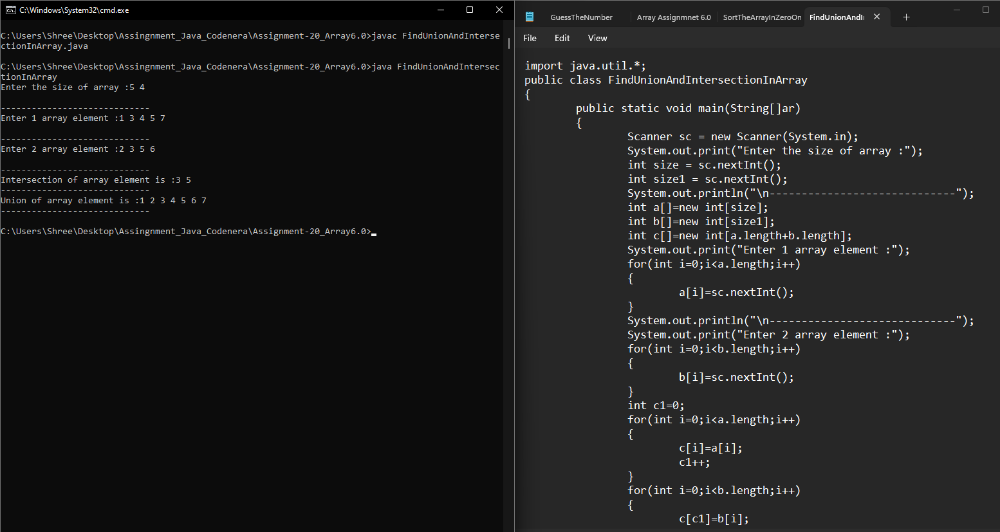 C:\Windows\System32\cmd.exe
C:\Users\Shree\Desktop\Assingnment_Java_Codenera\Assignment-20_Array6.0>javac FindUnionAndInterse
ctionInArray.java
C:\Users\Shree\Desktop\Assingnment_Java_Codenera\Assignment-20_Array6.0>java FindUnionAndIntersec
tionInArray
Enter the size of array :5 4
-----------------------------
Enter 1 array element :1 3 4 5 7
-----------------------------
Enter 2 array element :2 3 5 6
-----------------------------
Intersection of array element is :3 5
-----------------------------
Union of array element is :1 2 3 4 5 6 7
-----------------------------
C:\Users\Shree\Desktop\Assingnment_Java_Codenera\Assignment-20_Array6.0>
GuessTheNumber
Array Assignmnet 6.0
SortTheArrayInZeroOn
FindUnionAndI
File Edit View
import java.util.*;
public class FindUnionAndIntersectionInArray
{
public static void main(String[]ar)
{
Scanner sc = new Scanner(System.in);
System.out.print("Enter the size of array :");
int size = sc.nextInt();
int size1 = sc.nextInt();
System.out.println("\n-----------------------------");
int a[]=new int[size];
int b[]=new int[size1];
int c[]=new int[a.length+b.length];
System.out.print("Enter 1 array element :");
for(int i=0;i<a.length;i++)
{
a[i]=sc.nextInt();
}
System.out.println("\n-----------------------------");
System.out.print("Enter 2 array element :");
for(int i=0;i<b.length;i++)
{
b[i]=sc.nextInt();
}
int c1=0;
for(int i=0;i<a.length;i++)
{
c[i]=a[i];
c1++;
}
for(int i=0;i<b.length;i++)
{
c[c1]=b[i];